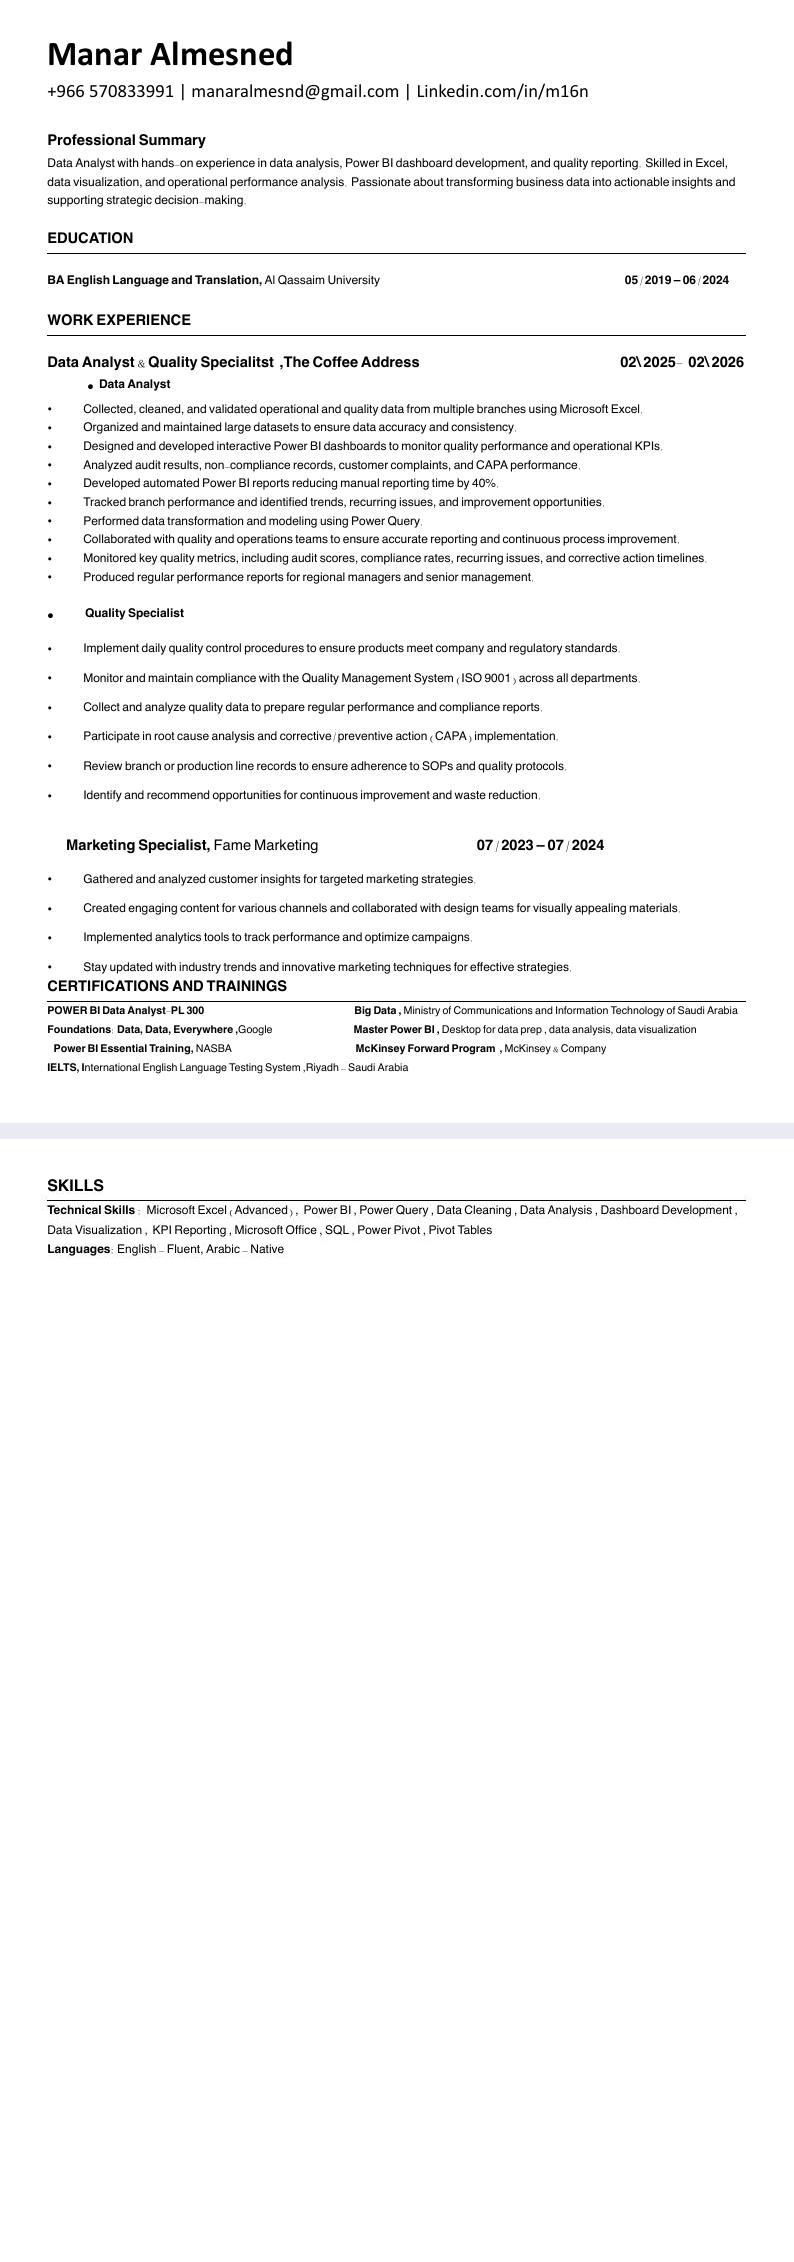 Manar Almesned
+966 570833991 | manaralmesnd@gmail.com | Linkedin.com/in/m16n
Professional Summary
Data Analyst with hands-on experience in data analysis, Power BI dashboard development, and quality reporting. Skilled in Excel,
data visualization, and operational performance analysis. Passionate about transforming business data into actionable insights and
supporting strategic decision-making.
EDUCATION
BA English Language and Translation, Al Qassaim University 05/2019 – 06/2024
WORK EXPERIENCE
Data Analyst & Quality Specialitst ,The Coffee Address 02\2025- 02\2026
• Data Analyst
• Collected, cleaned, and validated operational and quality data from multiple branches using Microsoft Excel.
• Organized and maintained large datasets to ensure data accuracy and consistency.
• Designed and developed interactive Power BI dashboards to monitor quality performance and operational KPIs.
• Analyzed audit results, non-compliance records, customer complaints, and CAPA performance.
• Developed automated Power BI reports reducing manual reporting time by 40%.
• Tracked branch performance and identified trends, recurring issues, and improvement opportunities.
• Performed data transformation and modeling using Power Query.
• Collaborated with quality and operations teams to ensure accurate reporting and continuous process improvement.
• Monitored key quality metrics, including audit scores, compliance rates, recurring issues, and corrective action timelines.
• Produced regular performance reports for regional managers and senior management.
• Quality Specialist
• Implement daily quality control procedures to ensure products meet company and regulatory standards.
• Monitor and maintain compliance with the Quality Management System (ISO 9001) across all departments.
• Collect and analyze quality data to prepare regular performance and compliance reports.
• Participate in root cause analysis and corrective/preventive action (CAPA) implementation.
• Review branch or production line records to ensure adherence to SOPs and quality protocols.
• Identify and recommend opportunities for continuous improvement and waste reduction.
Marketing Specialist, Fame Marketing 07/2023 – 07/2024
• Gathered and analyzed customer insights for targeted marketing strategies.
• Created engaging content for various channels and collaborated with design teams for visually appealing materials.
• Implemented analytics tools to track performance and optimize campaigns.
• Stay updated with industry trends and innovative marketing techniques for effective strategies.
CERTIFICATIONS AND TRAININGS
POWER BI Data Analyst-PL 300 Big Data , Ministry of Communications and Information Technology of Saudi Arabia
Foundations: Data, Data, Everywhere ,Google Master Power BI , Desktop for data prep , data analysis, data visualization
Power BI Essential Training, NASBA McKinsey Forward Program , McKinsey & Company
IELTS, International English Language Testing System ,Riyadh – Saudi Arabia
SKILLS
Technical Skills : Microsoft Excel (Advanced) , Power BI , Power Query , Data Cleaning , Data Analysis , Dashboard Development ,
Data Visualization , KPI Reporting , Microsoft Office , SQL , Power Pivot , Pivot Tables
Languages: English – Fluent, Arabic – Native